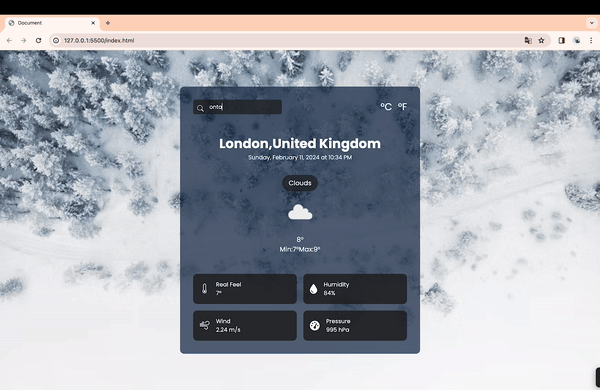 Document
127.0.0.1:5500/index.html
onta
°C °F
London,United Kingdom
Sunday, February 11, 2024 at 10:34 PM
Clouds
8°
Min:7°Max:9°
Real Feel
7°
Humidity
84%
Wind
2.24 m/s
Pressure
995 hPa